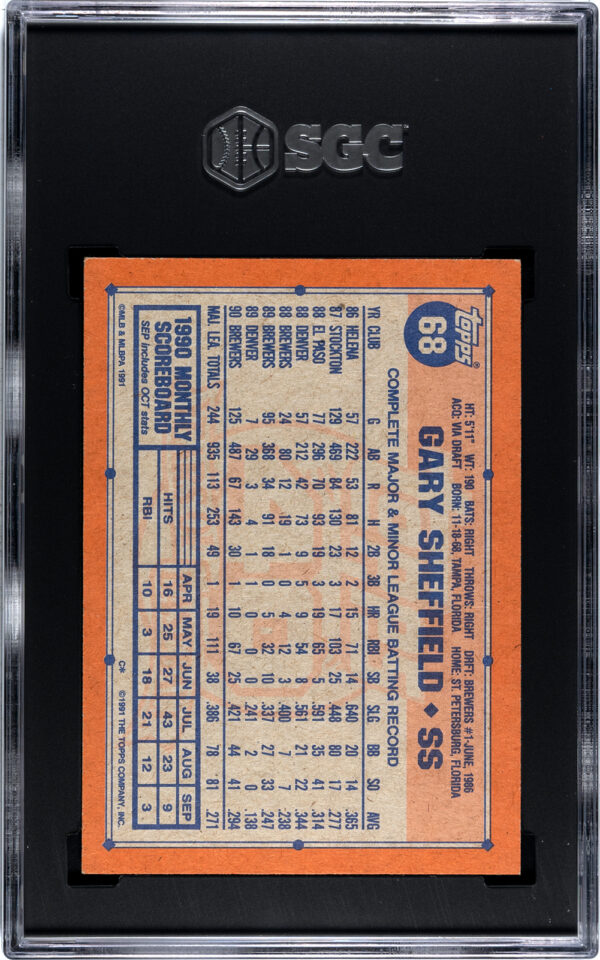 SGC
Topps®
68
HT: 5'11" WT: 190 BATS: RIGHT THROWS: RIGHT DRFT: BREWERS #1-JUNE, 1986
ACQ: VIA DRAFT BORN: 11-18-68, TAMPA, FLORIDA HOME: ST. PETERSBURG, FLORIDA
GARY SHEFFIELD ♦ SS
COMPLETE MAJOR & MINOR LEAGUE BATTING RECORD
YR CLUB G AB R H 2B 3B HR RBI SB SLG BB SO AVG
86 HELENA 57 222 53 81 12 2 15 71 14 .640 20 14 .365
87 STOCKTON 129 469 84 130 23 3 17 103 25 .448 80 17 .277
88 EL PASO 77 296 70 93 19 3 19 65 5 .591 35 41 .314
88 DENVER 57 212 42 73 9 5 9 54 8 .561 21 22 .344
88 BREWERS 24 80 12 19 1 0 4 12 3 .400 7 7 .238
89 BREWERS 95 368 34 91 18 0 5 32 10 .337 27 33 .247
89 DENVER 7 29 3 4 1 1 0 0 0 .241 2 0 .138
90 BREWERS 125 487 67 143 30 1 10 67 25 .421 44 41 .294
MAJ. LEA. TOTALS 244 935 113 253 49 1 19 111 38 .386 78 81 .271
1990 MONTHLY
SCOREBOARD
SEP includes OCT stats
APR MAY JUN JUL AUG SEP
HITS 16 25 27 43 23 9
RBI 10 3 18 21 12 3
©MLB & MLBPA 1991 C* ©1991 THE TOPPS COMPANY, INC.